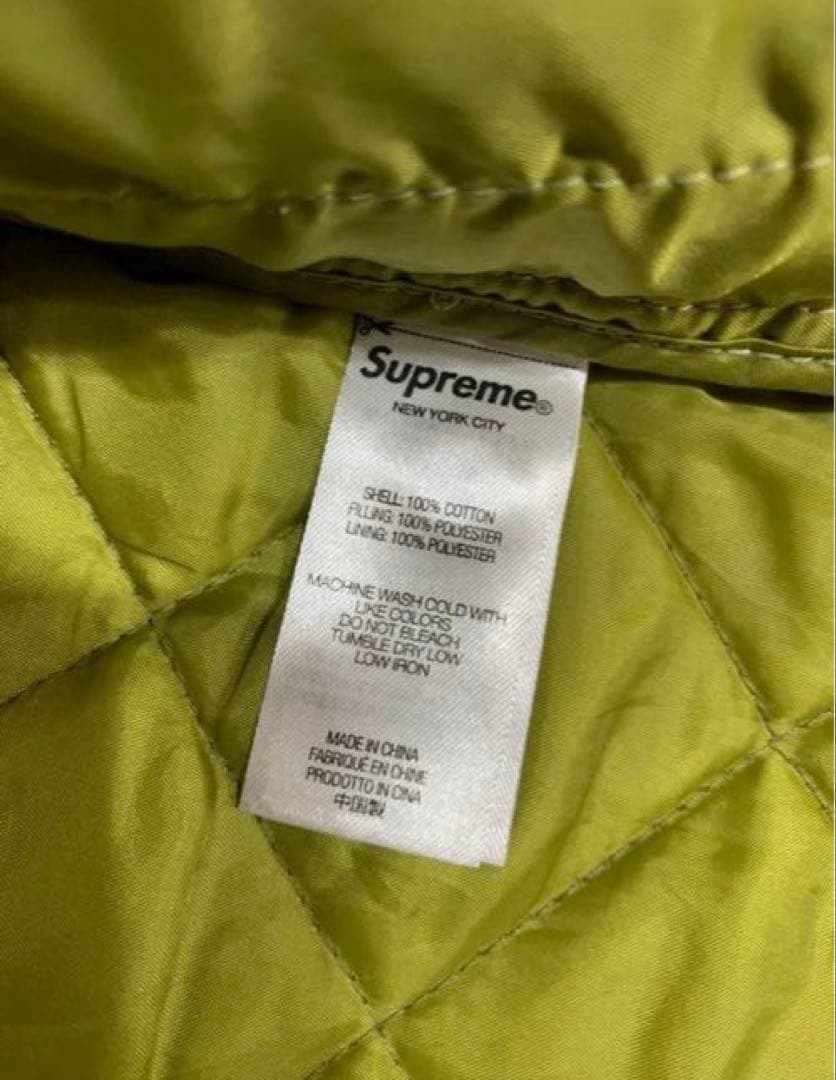 Supreme®
NEW YORK CITY
SHELL: 100% COTTON
FILLING: 100% POLYESTER
LINING: 100% POLYESTER
MACHINE WASH COLD WITH
LIKE COLORS
DO NOT BLEACH
TUMBLE DRY LOW
LOW IRON
MADE IN CHINA
FABRIQUÉ EN CHINE
PRODOTTO IN CINA
中国製